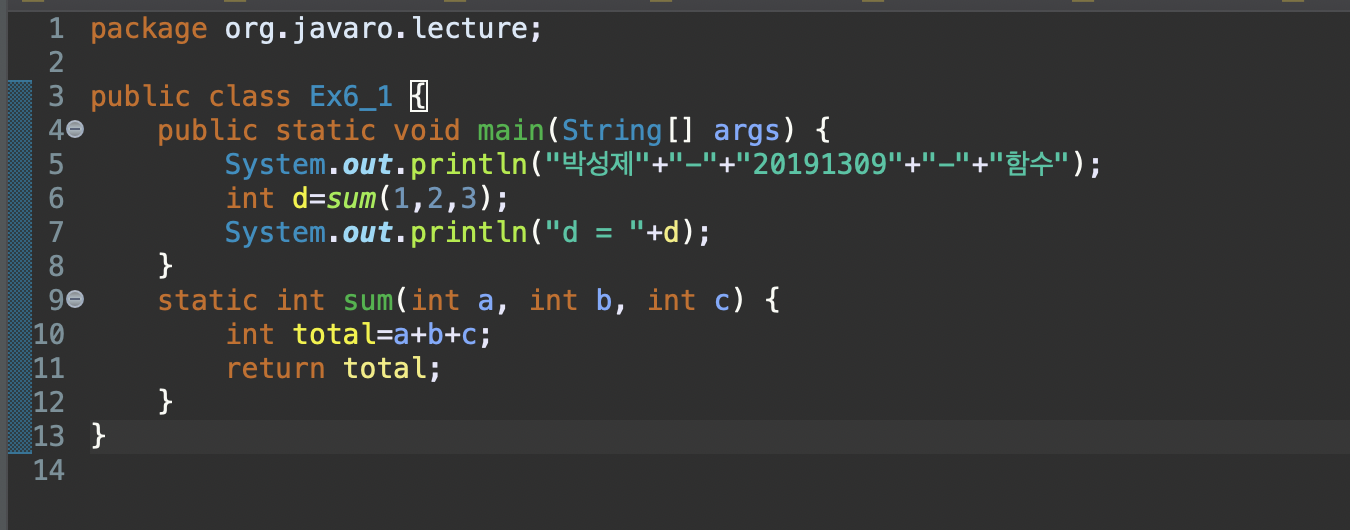 1 package org.javaro.lecture;
2
3 public class Ex6_1 {
4     public static void main(String[] args) {
5         System.out.println("박성제"+"-"+"20191309"+"-"+"함수");
6         int d=sum(1,2,3);
7         System.out.println("d = "+d);
8     }
9     static int sum(int a, int b, int c) {
10         int total=a+b+c;
11         return total;
12     }
13 }
14